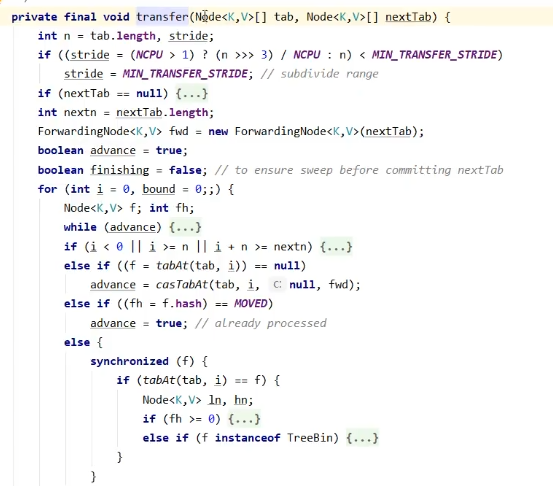 private final void transfer(Node<K,V>[] tab, Node<K,V>[] nextTab) {
int n = tab.length, stride;
if ((stride = (NCPU > 1) ? (n >>> 3) / NCPU : n) < MIN_TRANSFER_STRIDE)
stride = MIN_TRANSFER_STRIDE; // subdivide range
if (nextTab == null) {...}
int nextn = nextTab.length;
ForwardingNode<K,V> fwd = new ForwardingNode<K,V>(nextTab);
boolean advance = true;
boolean finishing = false; // to ensure sweep before committing nextTab
for (int i = 0, bound = 0;;) {
Node<K,V> f; int fh;
while (advance) {...}
if (i < 0 || i >= n || i + n >= nextn) {...}
else if ((f = tabAt(tab, i)) == null)
advance = casTabAt(tab, i, c: null, fwd);
else if ((fh = f.hash) == MOVED)
advance = true; // already processed
else {
synchronized (f) {
if (tabAt(tab, i) == f) {
Node<K,V> ln, hn;
if (fh >= 0) {...}
else if (f instanceof TreeBin) {...}
}
}